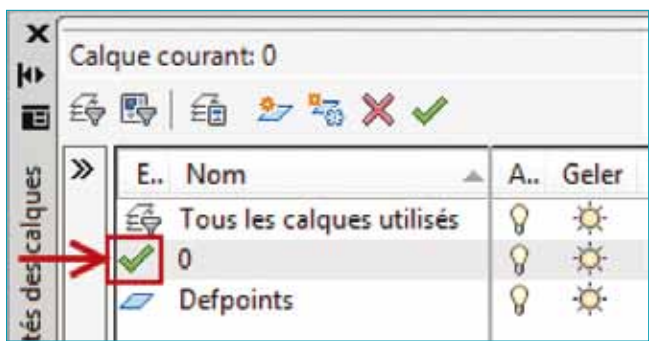 Calque courant: 0
E.. Nom A.. Geler
Tous les calques utilisés
0
Defpoints
tés des calques